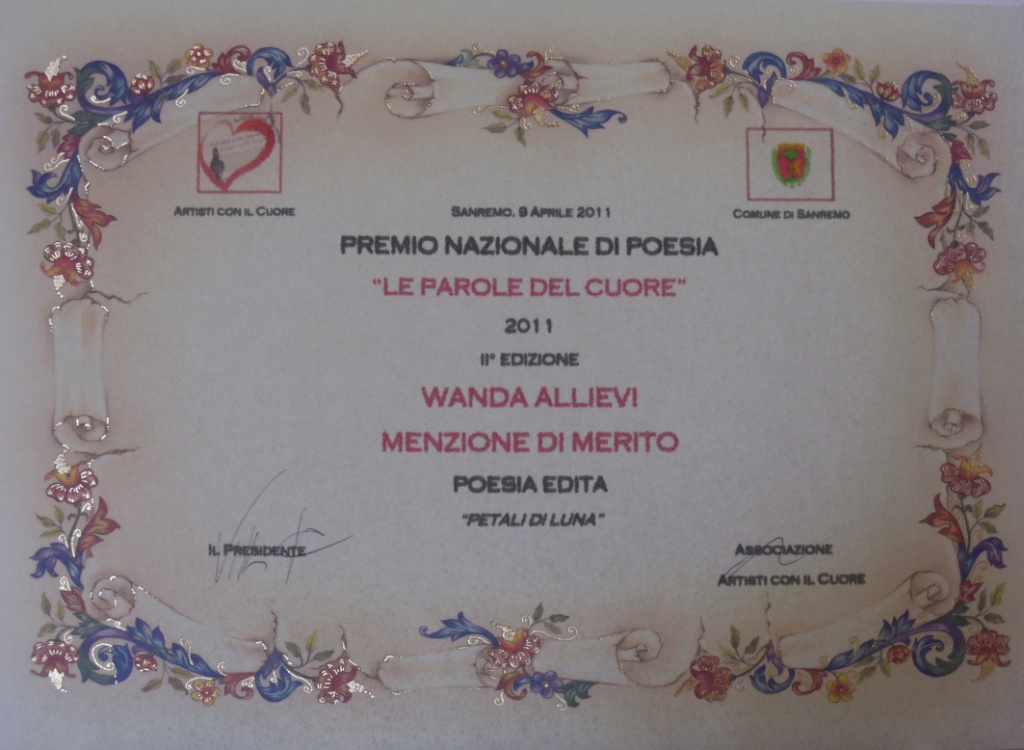 ARTISTI CON IL CUORE
SANREMO, 9 APRILE 2011
COMUNE DI SANREMO
PREMIO NAZIONALE DI POESIA
“LE PAROLE DEL CUORE”
2011
II° EDIZIONE
WANDA ALLIEVI
MENZIONE DI MERITO
POESIA EDITA
“PETALI DI LUNA”
IL PRESIDENTE
ASSOCIAZIONE
ARTISTI CON IL CUORE